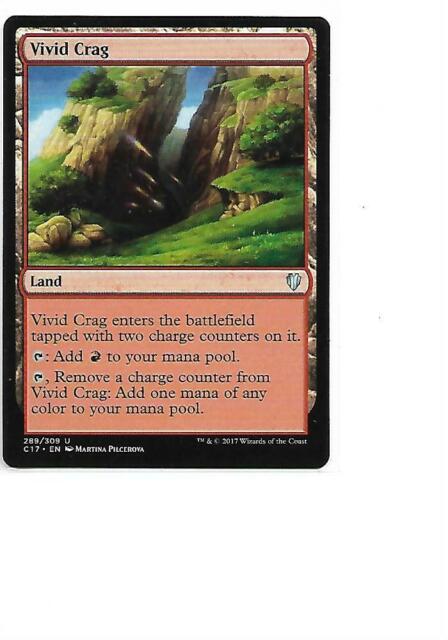 Vivid Crag
Land
Vivid Crag enters the battlefield
tapped with two charge counters on it.
: Add to your mana pool.
, Remove a charge counter from
Vivid Crag: Add one mana of any
color to your mana pool.
289/309 U
™ & © 2017 Wizards of the Coast
C17 • EN Martina Pilcerova